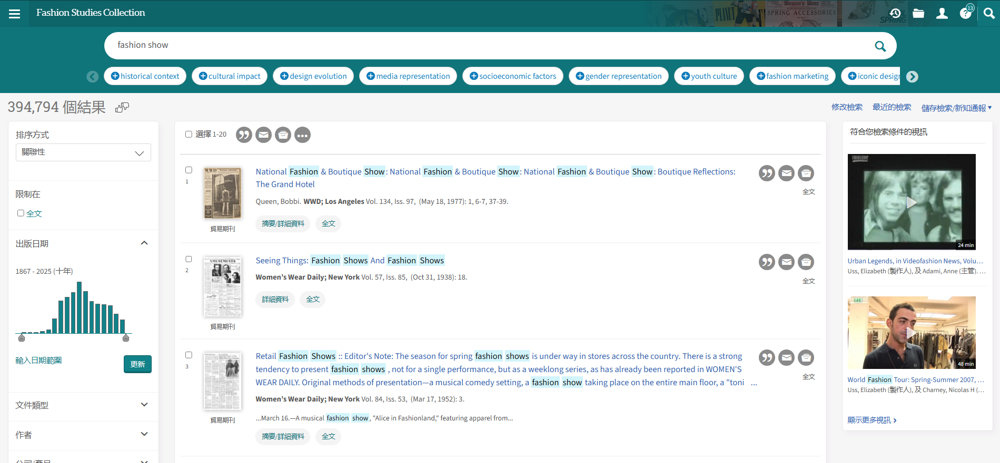 Fashion Studies Collection
13
fashion show
historical context
cultural impact
design evolution
media representation
socioeconomic factors
gender representation
youth culture
fashion marketing
iconic desig
394,794 個結果
修改檢索
最近的檢索
儲存檢索/新知通報
排序方式
關聯性
限制在
全文
出版日期
1867 - 2025 (十年)
輸入日期範圍
更新
文件類型
作者
公司/產品
選擇 1-20
1
National Fashion & Boutique Show: National Fashion & Boutique Show: National Fashion & Boutique Show: Boutique Reflections:
The Grand Hotel
Queen, Bobbi. WWD; Los Angeles Vol. 134, Iss. 97, (May 18, 1977): 1, 6-7, 37-39.
摘要/詳細資料
全文
全文
WWD
貿易期刊
2
Seeing Things: Fashion Shows And Fashion Shows
Women's Wear Daily; New York Vol. 57, Iss. 85, (Oct 31, 1938): 18.
詳細資料
全文
全文
AMUSEMENTS
貿易期刊
3
Retail Fashion Shows :: Editor's Note: The season for spring fashion shows is under way in stores across the country. There is a strong
tendency to present fashion shows , not for a single performance, but as a weeklong series, as has already been reported in WOMEN'S
WEAR DAILY. Original methods of presentation—a musical comedy setting, a fashion show taking place on the entire main floor, a "toni ...
Women's Wear Daily; New York Vol. 84, Iss. 53, (Mar 17, 1952): 3.
...March 16.—A musical fashion show, "Alice in Fashionland," featuring apparel from...
摘要/詳細資料
全文
全文
貿易期刊
符合您檢索條件的視訊
24 min
Urban Legends, in Videofashion News, Volu...
Uss, Elizabeth (製作人), 及 Adami, Anne (主管). ...
48 min
World Fashion Tour: Spring-Summer 2007, ...
Uss, Elizabeth (製作人), 及 Charney, Nicolas H (...
顯示更多視訊
VOGUE
PLANET
Women's Wear
SPRING ACCESSORIES
SPRING